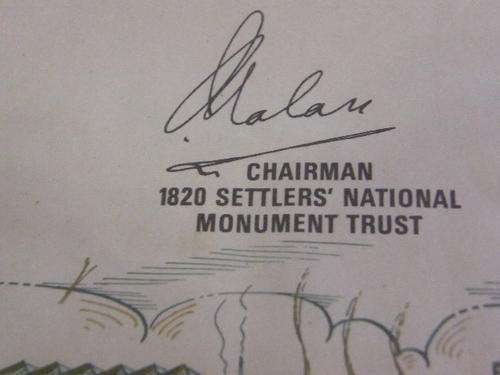 Malan
CHAIRMAN
1820 SETTLERS' NATIONAL
MONUMENT TRUST